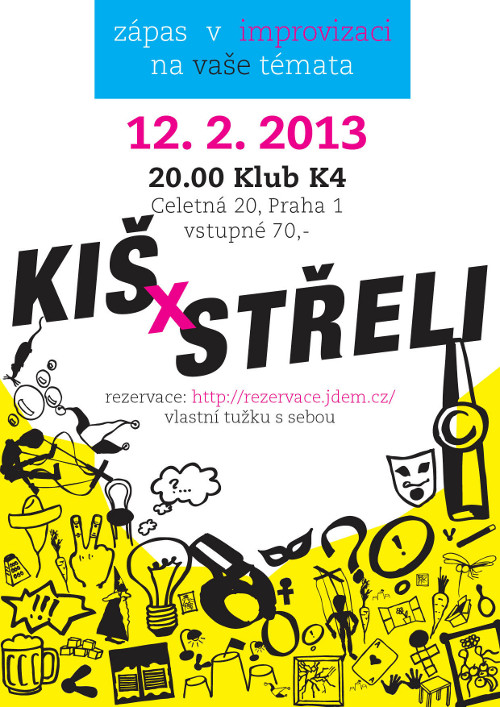 zápas v improvizaci
na vaše témata
12. 2. 2013
20.00 Klub K4
Celetná 20, Praha 1
vstupné 70,-
KIŠ
x
STŘELI
rezervace: http://rezervace.jdem.cz/
vlastní tužku s sebou
?...
©
?
!
!!!